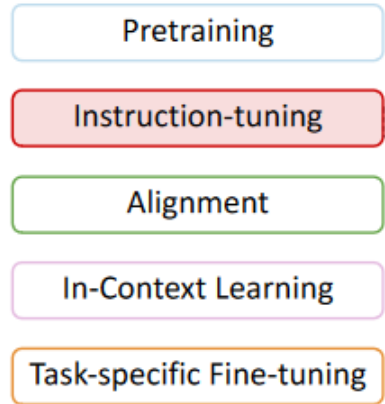 Pretraining
Instruction-tuning
Alignment
In-Context Learning
Task-specific Fine-tuning